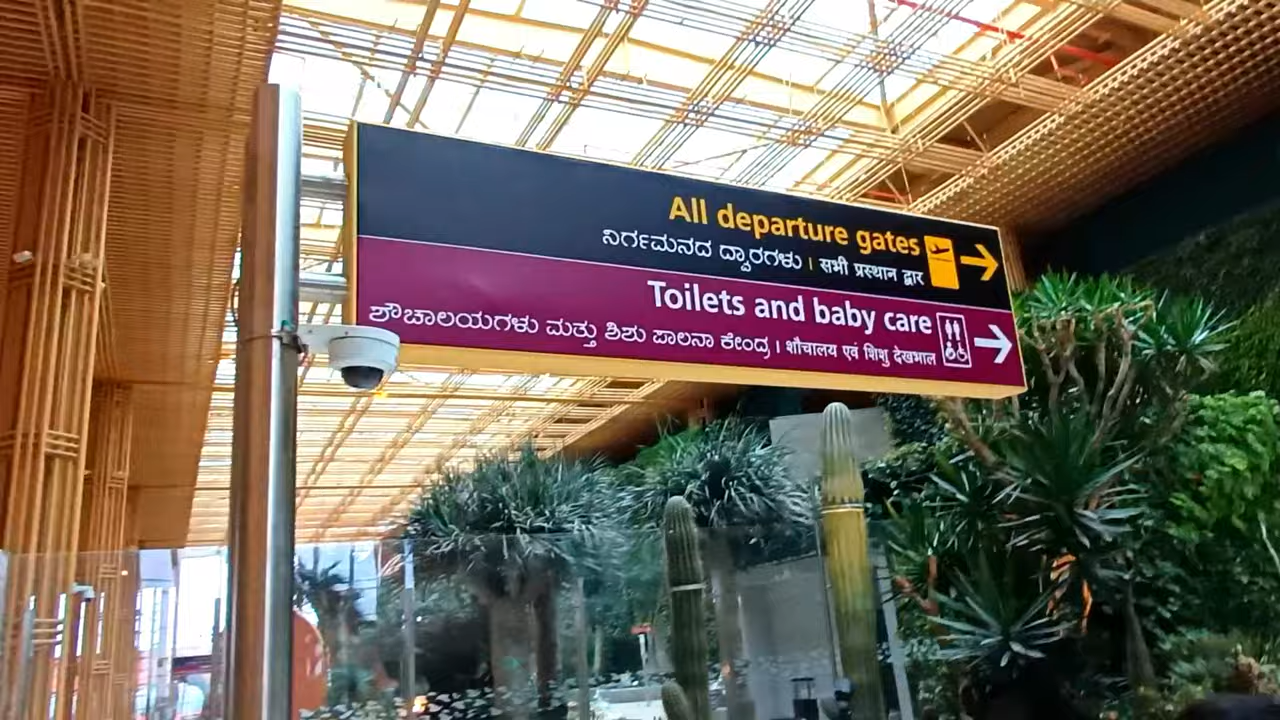 All departure gates
ನಿರ್ಗಮನದ ದ್ವಾರಗಳು | सभी प्रस्थान द्वार
Toilets and baby care
ಶೌಚಾಲಯಗಳು ಮತ್ತು ಶಿಶು ಪಾಲನಾ ಕೇಂದ್ರ | शौचालय एवं शिशु देखभाल